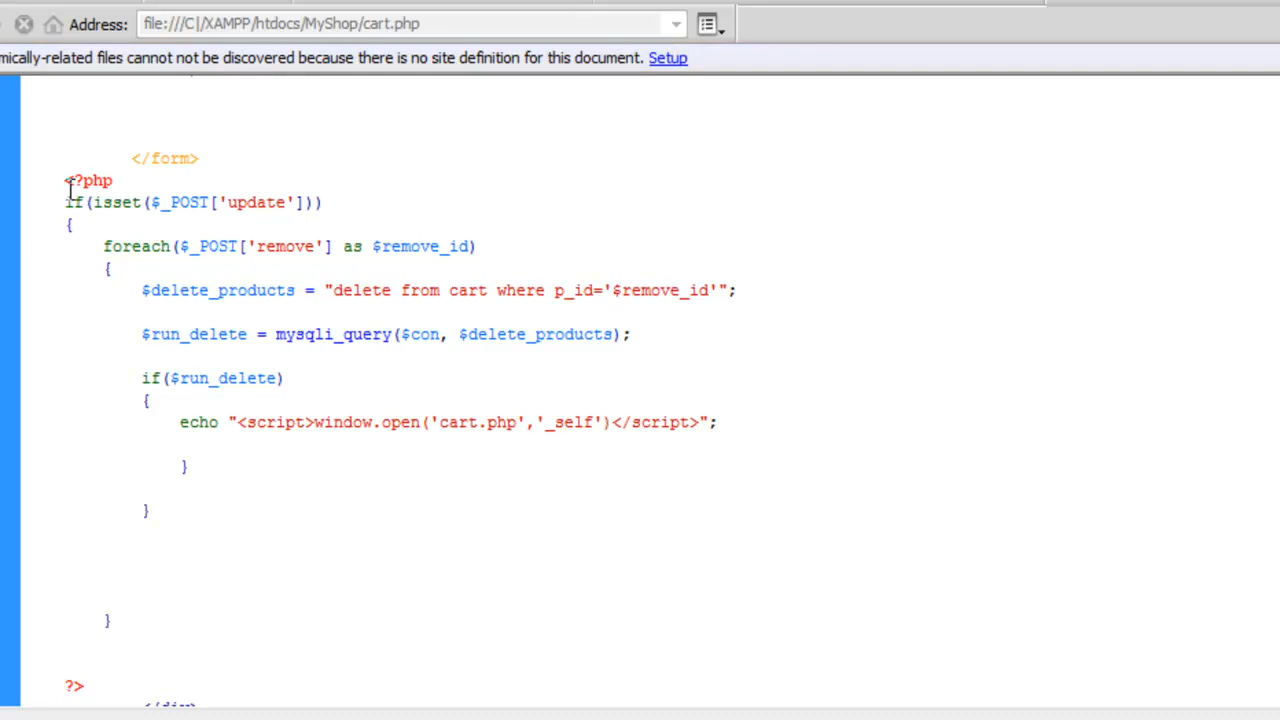 Address: file:///C|/XAMPP/htdocs/MyShop/cart.php
mically-related files cannot not be discovered because there is no site definition for this document. Setup
</form>
<?php
if(isset($_POST['update']))
{
foreach($_POST['remove'] as $remove_id)
{
$delete_products = "delete from cart where p_id='$remove_id'";
$run_delete = mysqli_query($con, $delete_products);
if($run_delete)
{
echo "<script>window.open('cart.php','_self')</script>";
}
}
}
?>
</div>